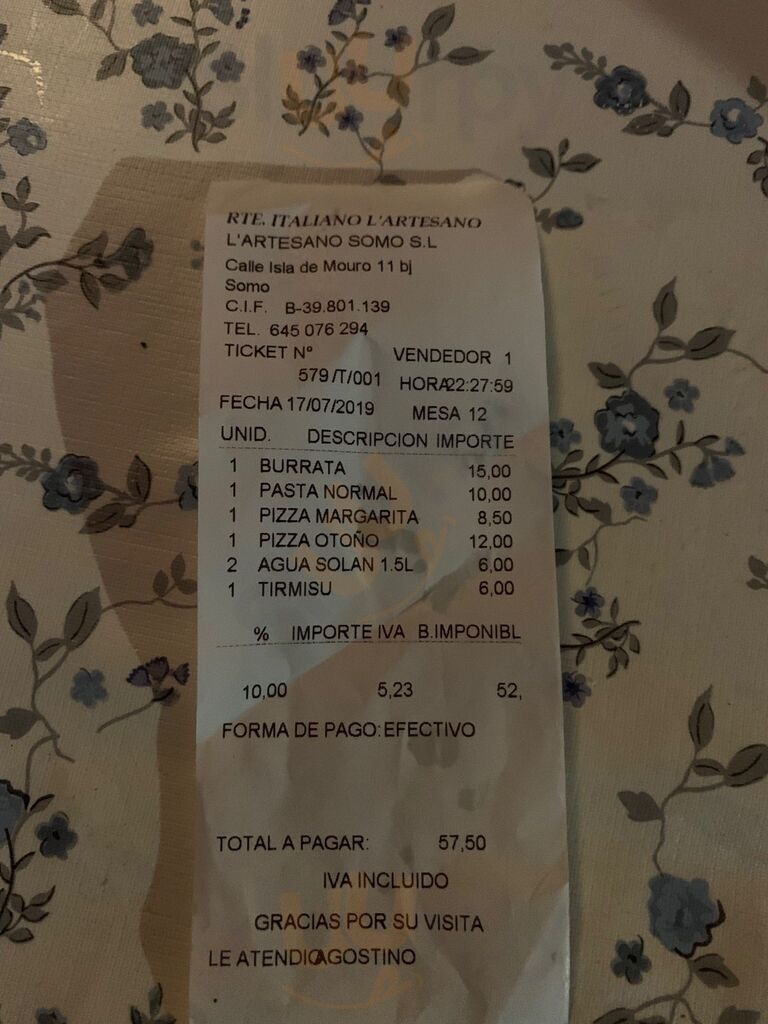 RTE. ITALIANO L'ARTESANO
L'ARTESANO SOMO S.L
Calle Isla de Mouro 11 bj
Somo
C.I.F. B-39.801.139
TEL. 645 076 294
TICKET Nº VENDEDOR 1
579/T/001 HORA22:27:59
FECHA 17/07/2019 MESA 12
UNID. DESCRIPCION IMPORTE
1 BURRATA 15,00
1 PASTA NORMAL 10,00
1 PIZZA MARGARITA 8,50
1 PIZZA OTOÑO 12,00
2 AGUA SOLAN 1.5L 6,00
1 TIRMISU 6,00
% IMPORTE IVA B.IMPONIBL
10,00 5,23 52,
FORMA DE PAGO:EFECTIVO
TOTAL A PAGAR: 57,50
IVA INCLUIDO
GRACIAS POR SU VISITA
LE ATENDIOAGOSTINO